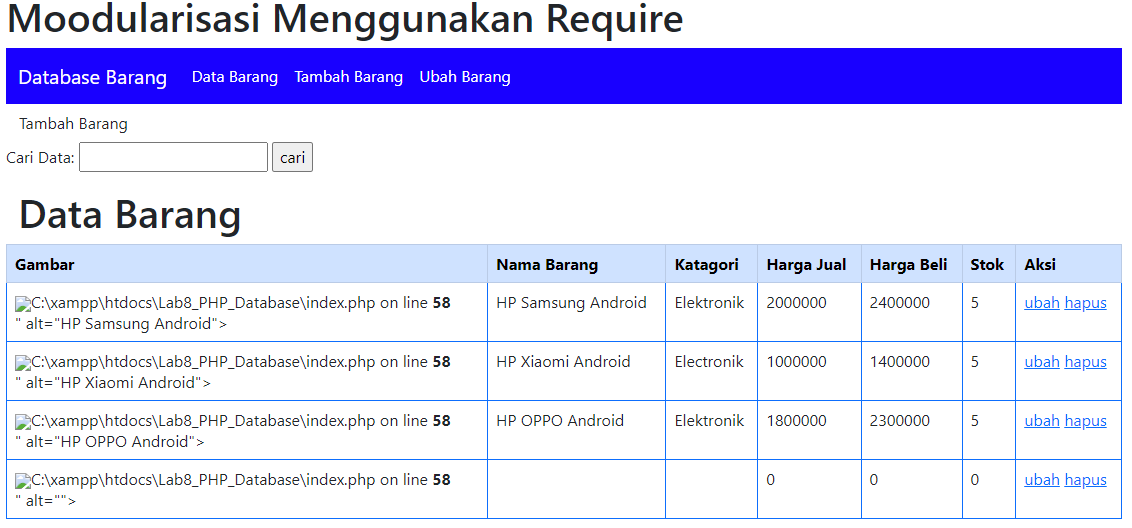 Moodularisasi Menggunakan Require
Database Barang Data Barang Tambah Barang Ubah Barang
Tambah Barang
Cari Data: cari
Data Barang
Gambar Nama Barang Katagori Harga Jual Harga Beli Stok Aksi
C:\xampp\htdocs\Lab8_PHP_Database\index.php on line 58 HP Samsung Android Elektronik 2000000 2400000 5 ubah hapus
" alt="HP Samsung Android">
C:\xampp\htdocs\Lab8_PHP_Database\index.php on line 58 HP Xiaomi Android Electronik 1000000 1400000 5 ubah hapus
" alt="HP Xiaomi Android">
C:\xampp\htdocs\Lab8_PHP_Database\index.php on line 58 HP OPPO Android Elektronik 1800000 2300000 5 ubah hapus
" alt="HP OPPO Android">
C:\xampp\htdocs\Lab8_PHP_Database\index.php on line 58 0 0 0 ubah hapus
" alt="">